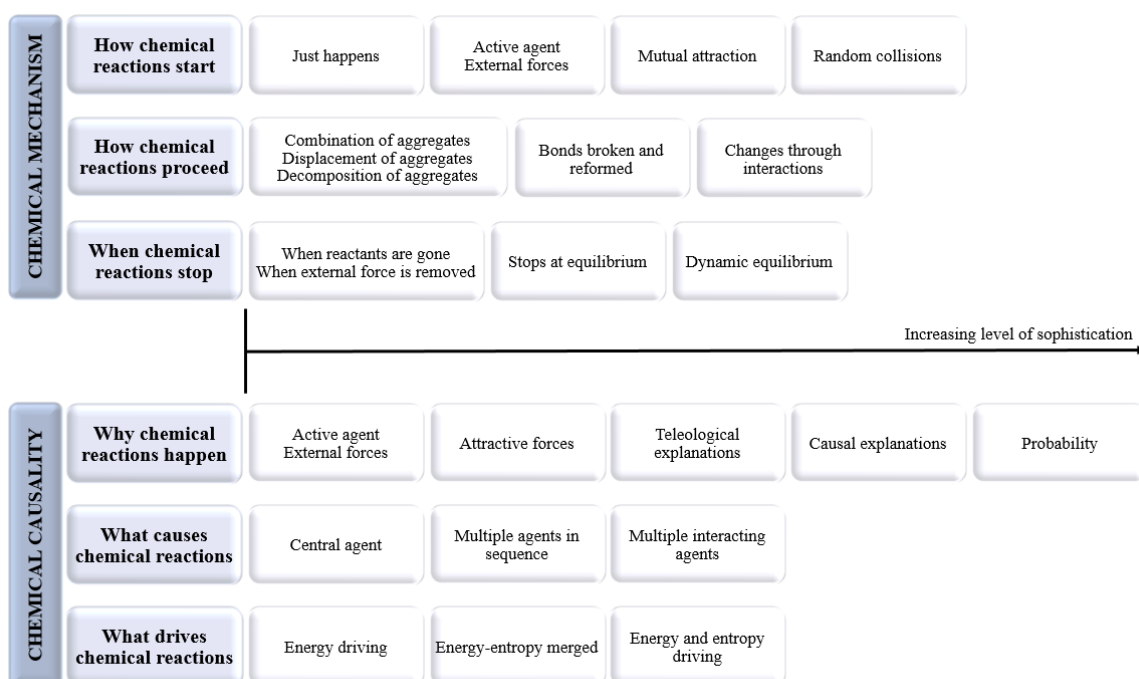 CHEMICAL MECHANISM
How chemical
reactions start
Just happens
Active agent
External forces
Mutual attraction
Random collisions
How chemical
reactions proceed
Combination of aggregates
Displacement of aggregates
Decomposition of aggregates
Bonds broken and
reformed
Changes through
interactions
When chemical
reactions stop
When reactants are gone
When external force is removed
Stops at equilibrium
Dynamic equilibrium
Increasing level of sophistication
CHEMICAL CAUSALITY
Why chemical
reactions happen
Active agent
External forces
Attractive forces
Teleological
explanations
Causal explanations
Probability
What causes
chemical reactions
Central agent
Multiple agents in
sequence
Multiple interacting
agents
What drives
chemical reactions
Energy driving
Energy-entropy merged
Energy and entropy
driving